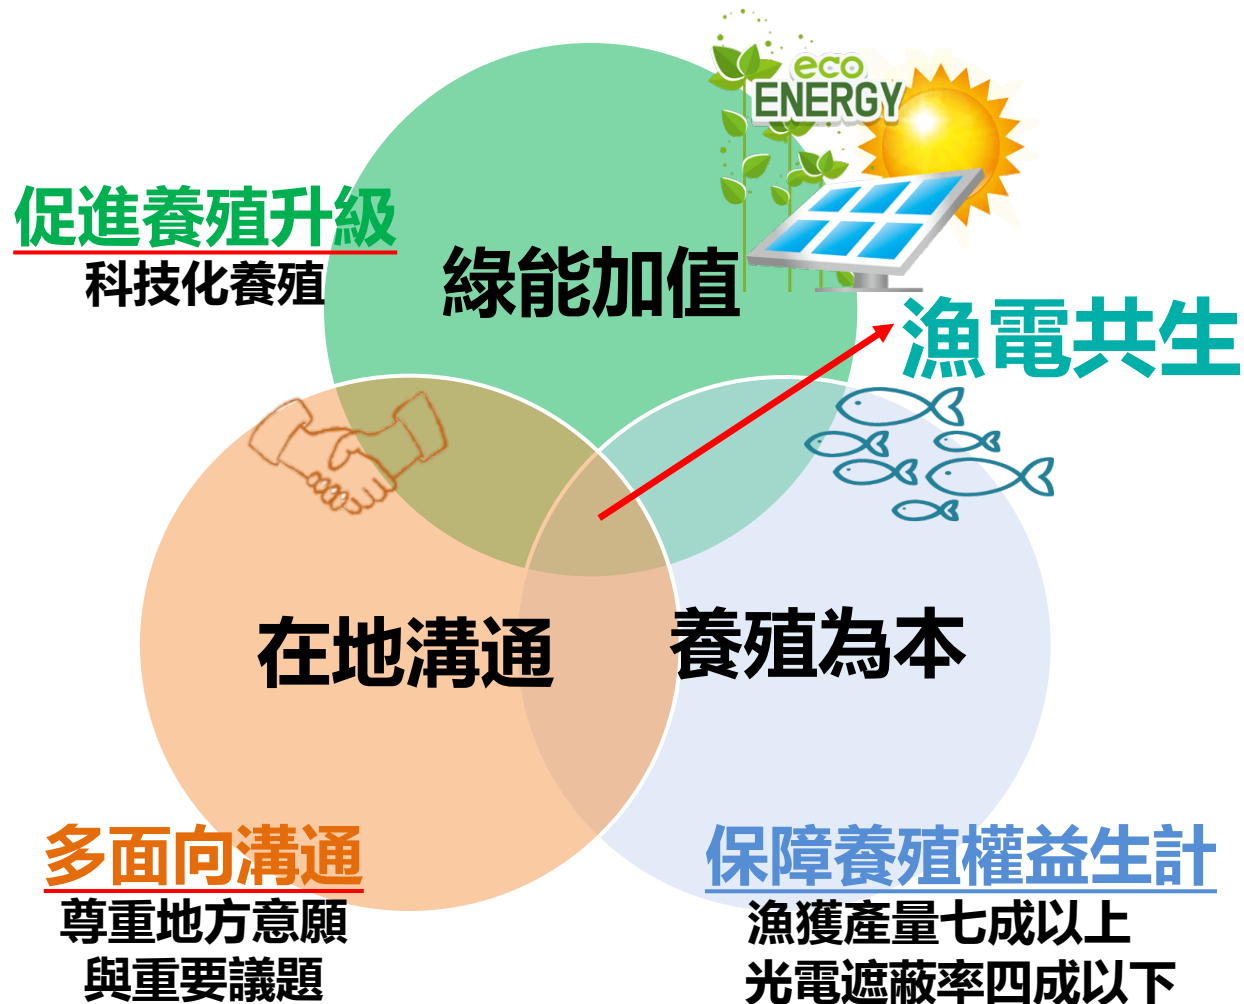 eco
ENERGY
促進養殖升級
科技化養殖
綠能加值
漁電共生
在地溝通
養殖為本
多面向溝通
尊重地方意願
與重要議題
保障養殖權益生計
漁獲產量七成以上
光電遮蔽率四成以下